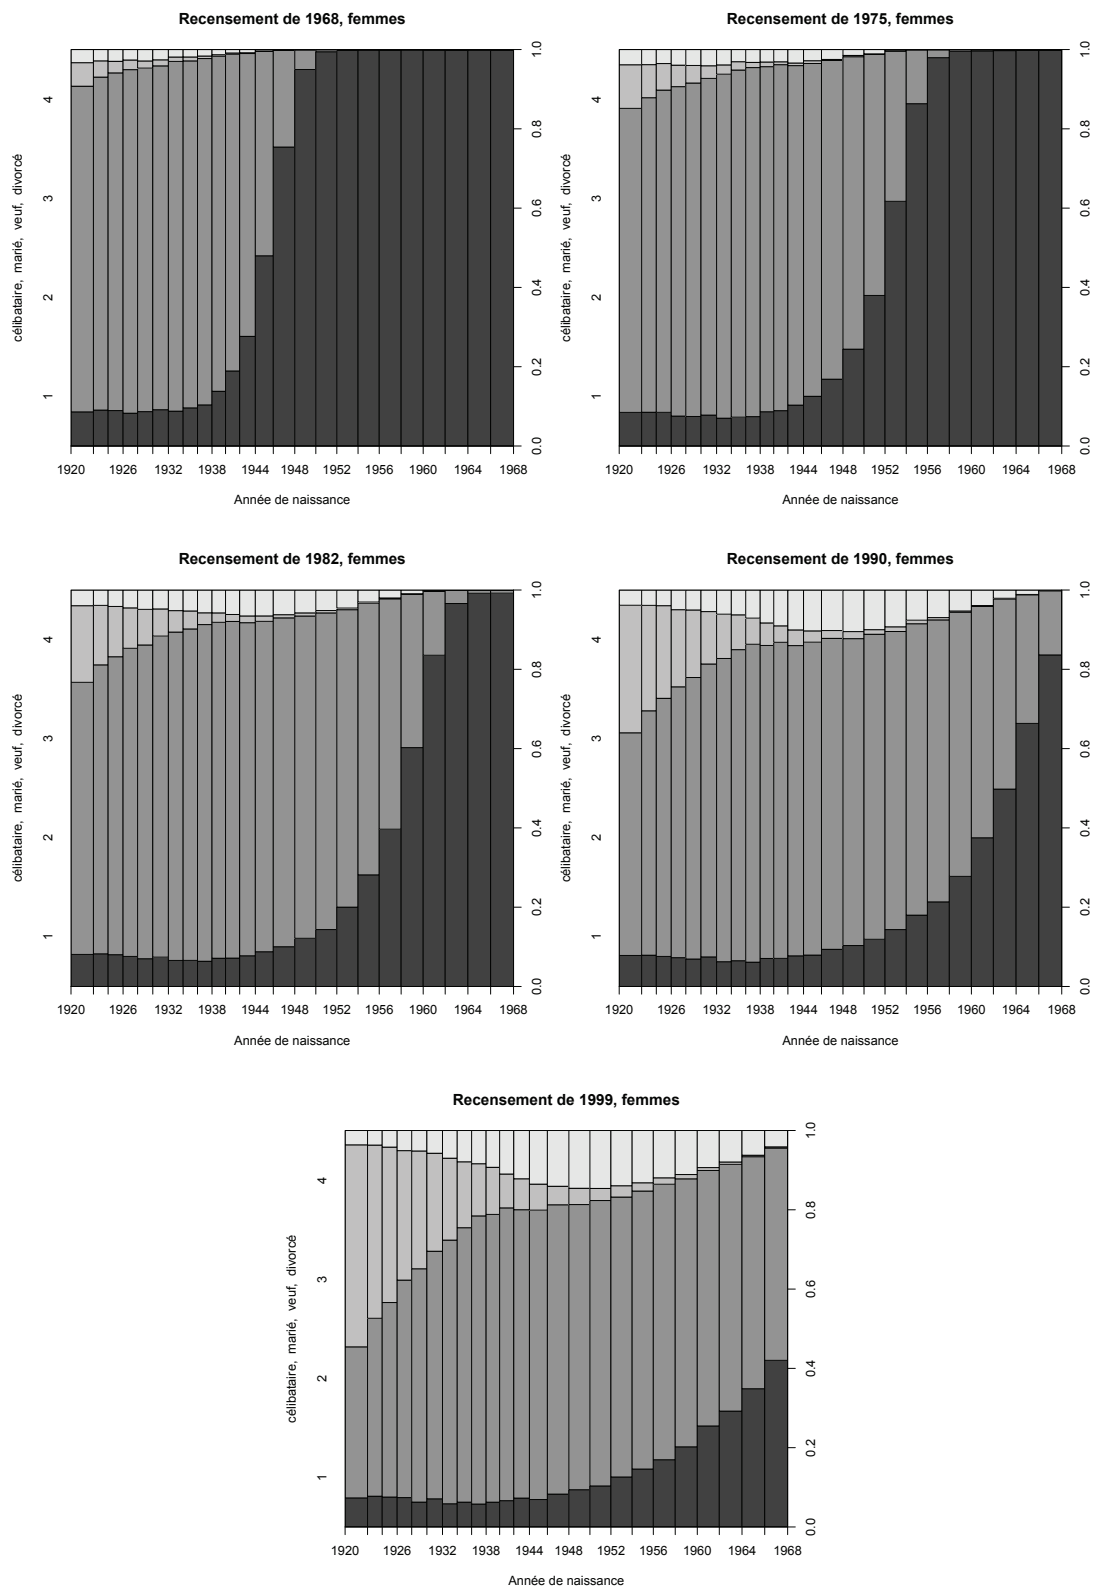 Recensement de 1968, femmes
célibataire, marié, veuf, divorcé
1 2 3 4
0.0 0.2 0.4 0.6 0.8 1.0
1920 1926 1932 1938 1944 1948 1952 1956 1960 1964 1968
Année de naissance
Recensement de 1975, femmes
célibataire, marié, veuf, divorcé
1 2 3 4
0.0 0.2 0.4 0.6 0.8 1.0
1920 1926 1932 1938 1944 1948 1952 1956 1960 1964 1968
Année de naissance
Recensement de 1982, femmes
célibataire, marié, veuf, divorcé
1 2 3 4
0.0 0.2 0.4 0.6 0.8 1.0
1920 1926 1932 1938 1944 1948 1952 1956 1960 1964 1968
Année de naissance
Recensement de 1990, femmes
célibataire, marié, veuf, divorcé
1 2 3 4
0.0 0.2 0.4 0.6 0.8 1.0
1920 1926 1932 1938 1944 1948 1952 1956 1960 1964 1968
Année de naissance
Recensement de 1999, femmes
célibataire, marié, veuf, divorcé
1 2 3 4
0.0 0.2 0.4 0.6 0.8 1.0
1920 1926 1932 1938 1944 1948 1952 1956 1960 1964 1968
Année de naissance